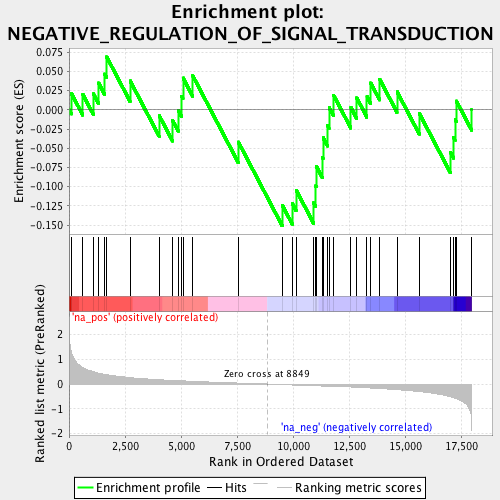 Enrichment plot:
NEGATIVE_REGULATION_OF_SIGNAL_TRANSDUCTION
Enrichment score (ES)
0.075
0.050
0.025
0.000
-0.025
-0.050
-0.075
-0.100
-0.125
-0.150
'na_pos' (positively correlated)
Ranked list metric (PreRanked)
2
1
0
-1
-2
Zero cross at 8849
'na_neg' (negatively correlated)
0
2,500
5,000
7,500
10,000
12,500
15,000
17,500
Rank in Ordered Dataset
Enrichment profile
Hits
Ranking metric scores